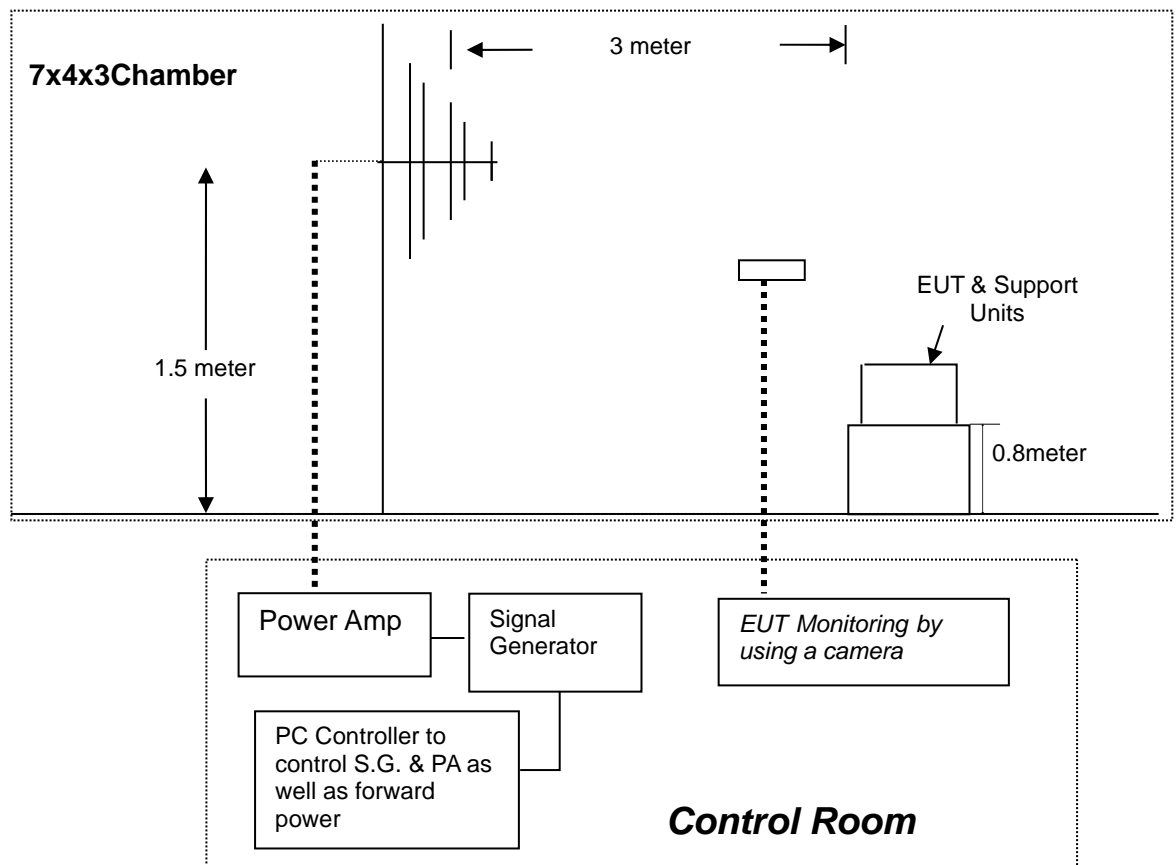 3 meter
7x4x3Chamber
EUT & Support
Units
1.5 meter
0.8meter
Power Amp
Signal
Generator
EUT Monitoring by
using a camera
PC Controller to
control S.G. & PA as
well as forward
power
Control Room